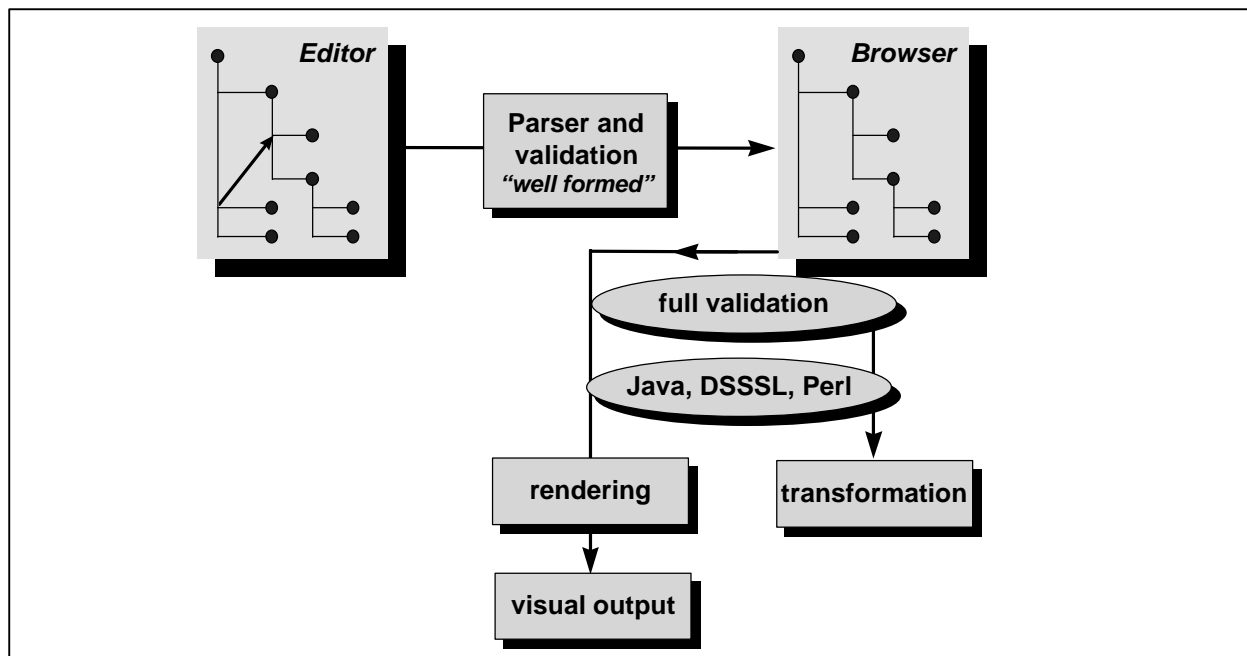 Editor
Browser
Parser and
validation
“well formed”
full validation
Java, DSSSL, Perl
rendering
transformation
visual output